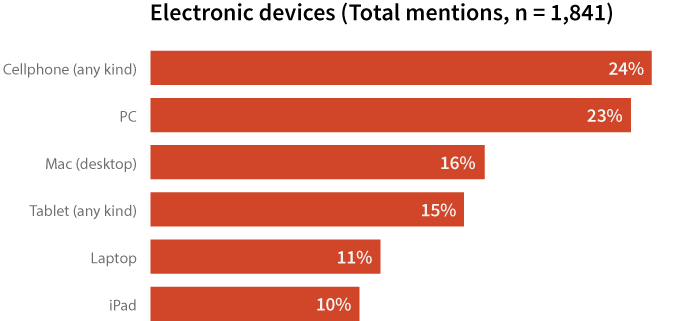 Electronic devices (Total mentions, n = 1,841)
Cellphone (any kind) 24%
PC 23%
Mac (desktop) 16%
Tablet (any kind) 15%
Laptop 11%
iPad 10%